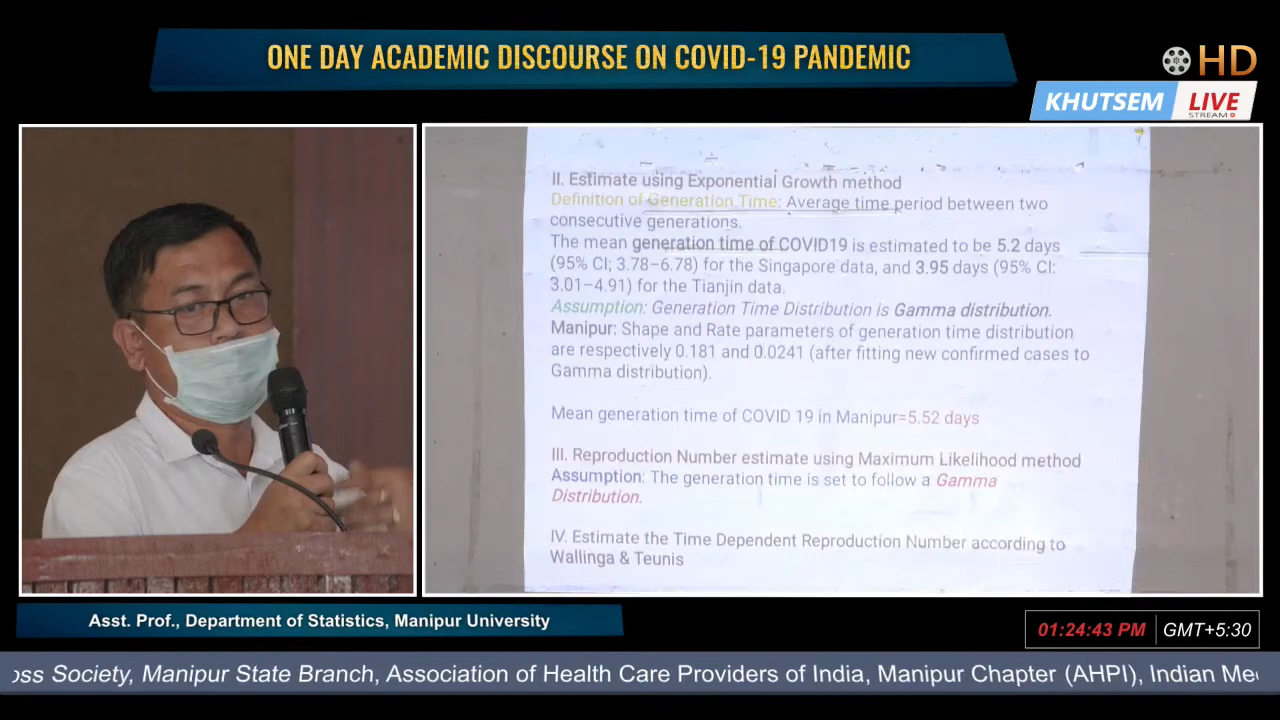 ONE DAY ACADEMIC DISCOURSE ON COVID-19 PANDEMIC
HD
KHUTSEM LIVE
STREAM
II. Estimate using Exponential Growth method
Definition of Generation Time: Average time period between two
consecutive generations.
The mean generation time of COVID19 is estimated to be 5.2 days
(95% CI; 3.78–6.78) for the Singapore data, and 3.95 days (95% CI:
3.01–4.91) for the Tianjin data.
Assumption: Generation Time Distribution is Gamma distribution.
Manipur: Shape and Rate parameters of generation time distribution
are respectively 0.181 and 0.0241 (after fitting new confirmed cases to
Gamma distribution).
Mean generation time of COVID 19 in Manipur=5.52 days
III. Reproduction Number estimate using Maximum Likelihood method
Assumption: The generation time is set to follow a Gamma
Distribution.
IV. Estimate the Time Dependent Reproduction Number according to
Wallinga & Teunis
Asst. Prof., Department of Statistics, Manipur University
01:24:43 PM GMT+5:30
Society, Manipur State Branch, Association of Health Care Providers of India, Manipur Chapter (AHPI), Indian